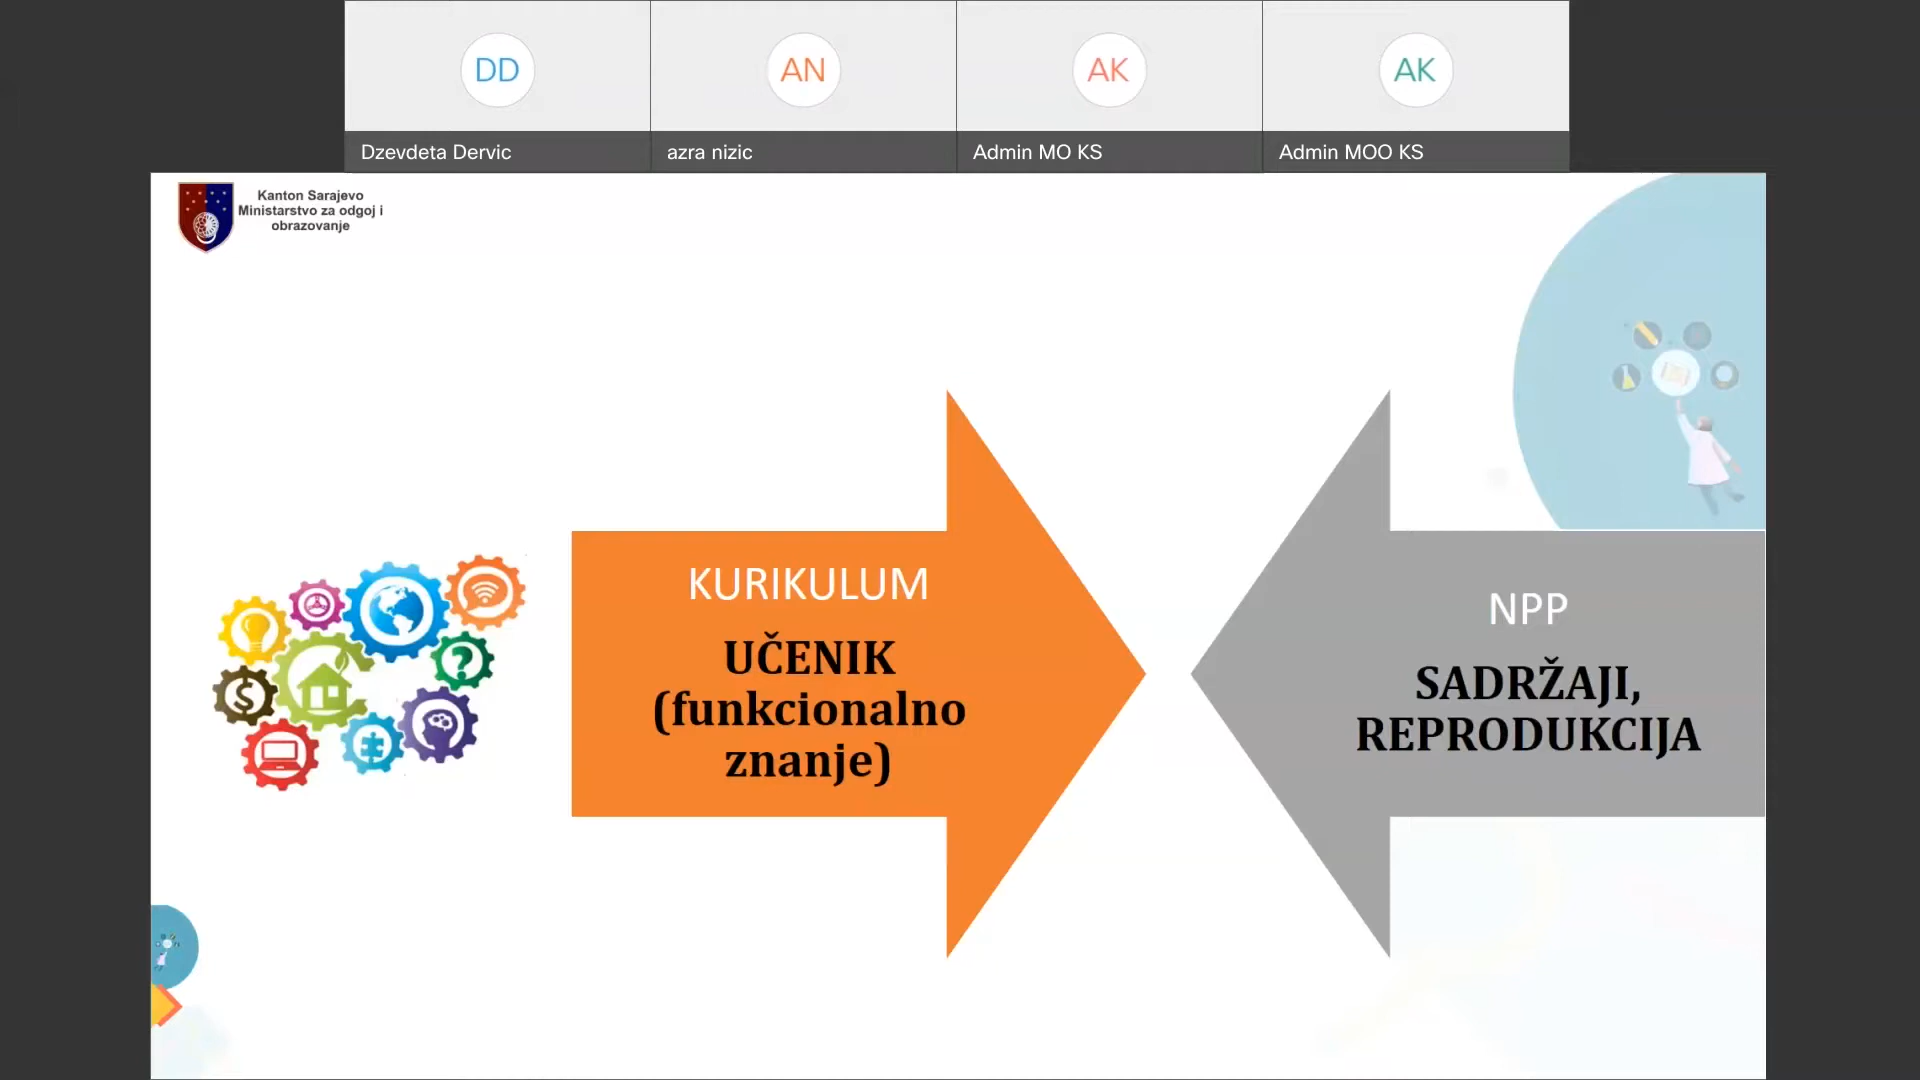 DD
AN
AK
AK
Dzevdeta Dervic
azra nizic
Admin MO KS
Admin MOO KS
Kanton Sarajevo
Ministarstvo za odgoj i
obrazovanje
KURIKULUM
UČENIK
(funkcionalno
znanje)
NPP
SADRŽAJI,
REPRODUKCIJA